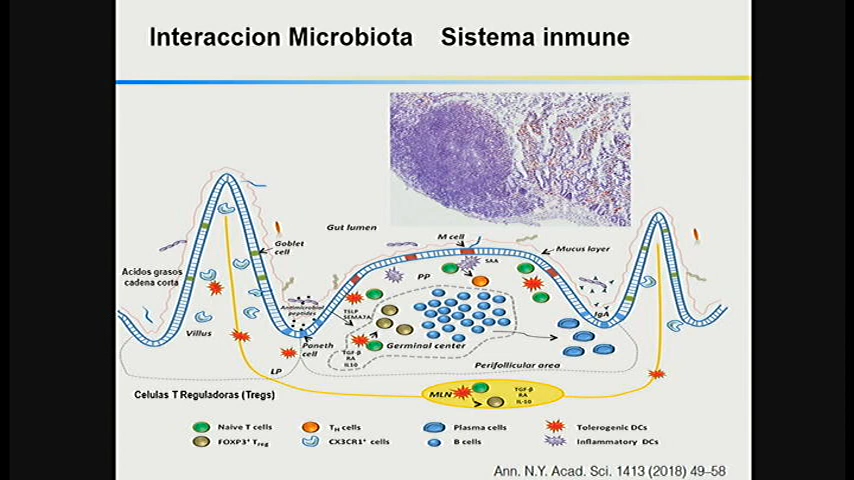 Interaccion Microbiota Sistema inmune
Gut lumen
M cell
Mucus layer
Goblet
cell
SAA
PP
Acidos grasos
cadena corta
Antimicrobial
peptides
TSLP
SEMA7A
IgA
Villus
Paneth
cell
Germinal center
TGF-β
RA
IL10
Perifollicular area
LP
Celulas T Reguladoras (Tregs)
MLN
TGF-β
RA
IL-10
Naive T cells
TH cells
Plasma cells
Tolerogenic DCs
FOXP3+ Treg
CX3CR1+ cells
B cells
Inflammatory DCs
Ann. N.Y. Acad. Sci. 1413 (2018) 49–58